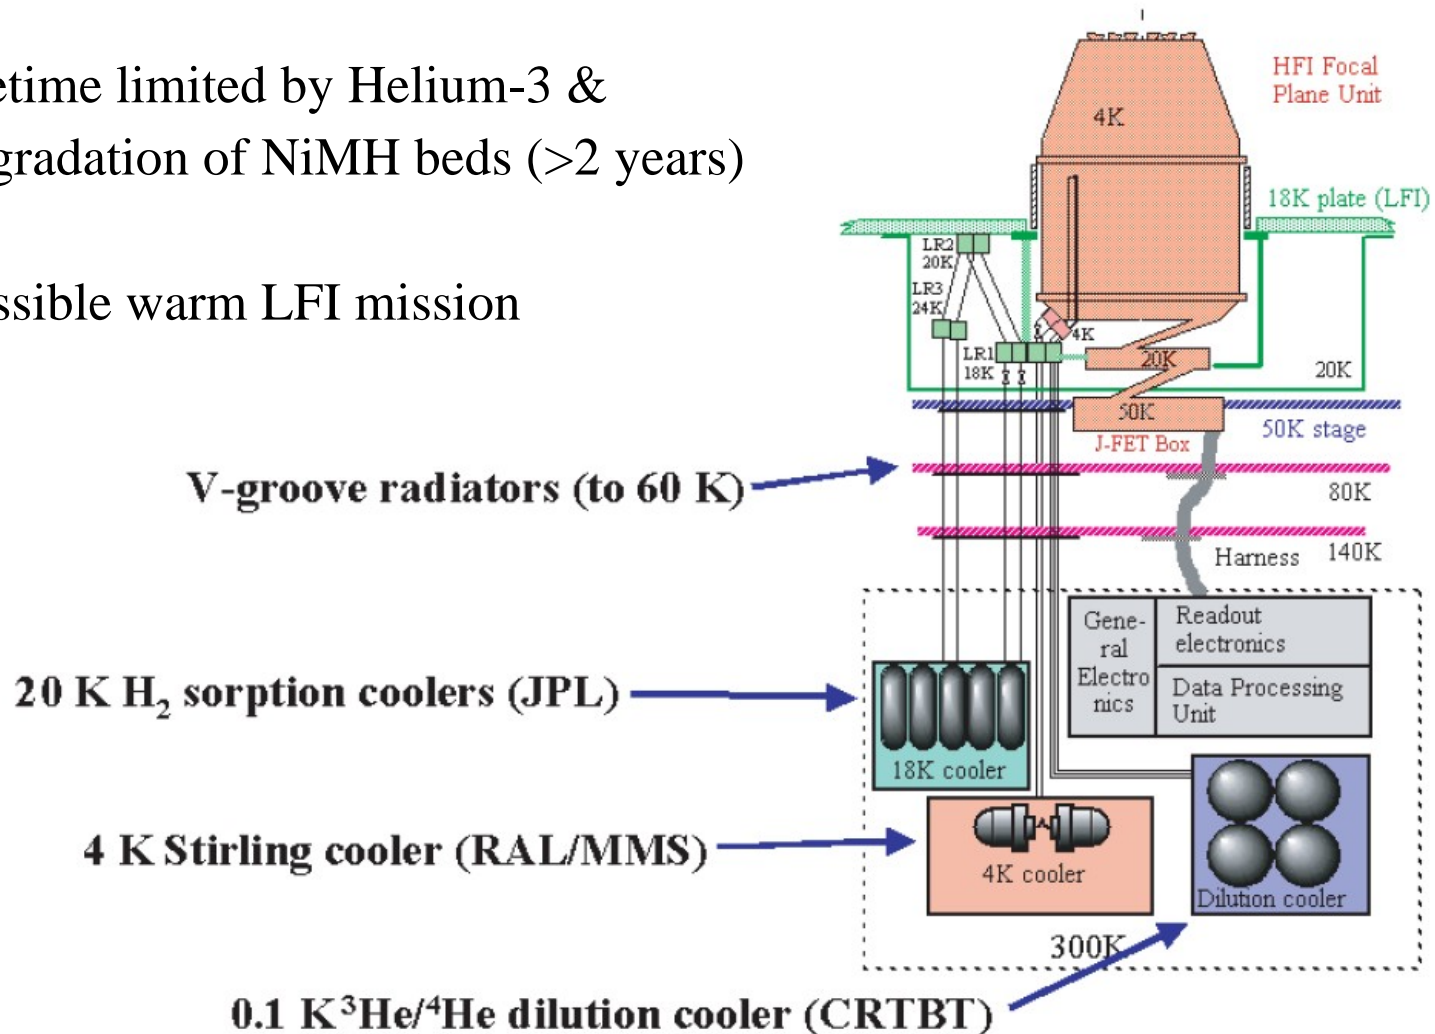 etime limited by Helium-3 &
gradation of NiMH beds (>2 years)
ssible warm LFI mission
HFI Focal
Plane Unit
4K
18K plate (LFI)
LR2
20K
LR3
24K
4K
LR1
18K
20K
20K
50K
50K stage
J-FET Box
V-groove radiators (to 60 K)
80K
Harness
140K
Gene-
ral
Electro
nics
Readout
electronics
Data Processing
Unit
20 K H₂ sorption coolers (JPL)
18K cooler
4 K Stirling cooler (RAL/MMS)
4K cooler
Dilution cooler
300K
0.1 K ³He/⁴He dilution cooler (CRTBT)